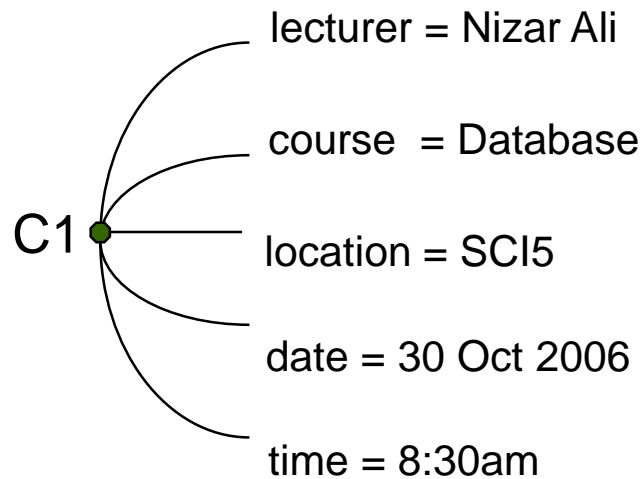 lecturer = Nizar Ali
course = Database
C1
location = SCI5
date = 30 Oct 2006
time = 8:30am